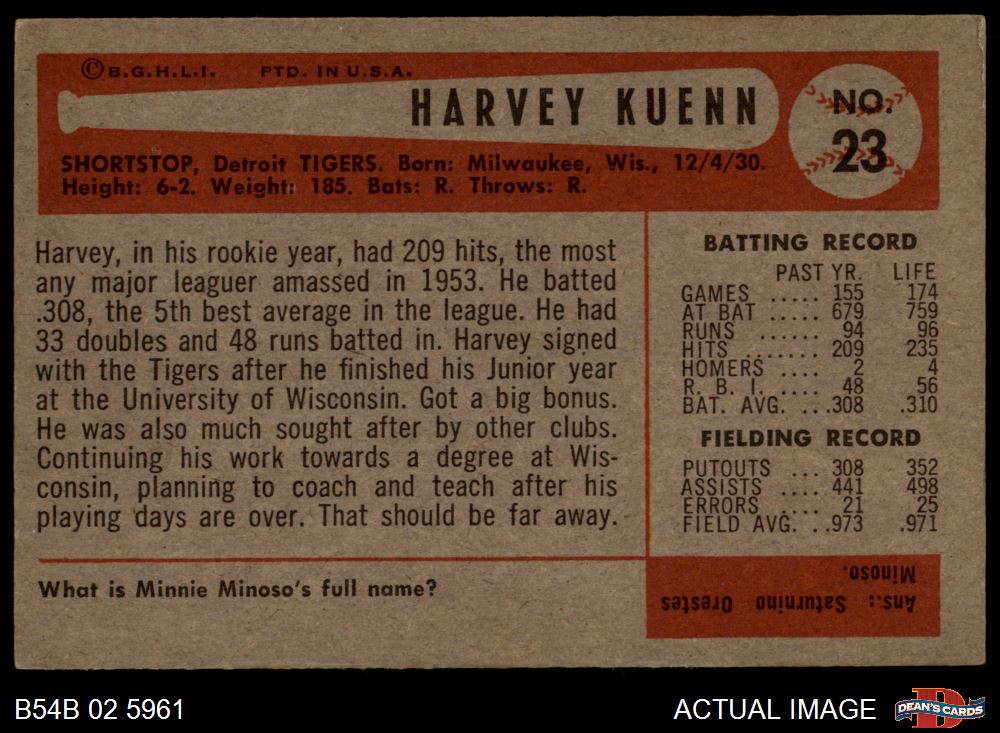 ©B.G.H.L.I. PTD. IN U.S.A.
HARVEY KUENN
NO.
23
SHORTSTOP, Detroit TIGERS. Born: Milwaukee, Wis., 12/4/30.
Height: 6-2. Weight: 185. Bats: R. Throws: R.
Harvey, in his rookie year, had 209 hits, the most
any major leaguer amassed in 1953. He batted
.308, the 5th best average in the league. He had
33 doubles and 48 runs batted in. Harvey signed
with the Tigers after he finished his Junior year
at the University of Wisconsin. Got a big bonus.
He was also much sought after by other clubs.
Continuing his work towards a degree at Wis-
consin, planning to coach and teach after his
playing days are over. That should be far away.
BATTING RECORD
PAST YR. LIFE
GAMES ..... 155 174
AT BAT ..... 679 759
RUNS ...... 94 96
HITS ....... 209 235
HOMERS .... 2 4
R. B. I. .... 48 56
BAT. AVG. ...308 .310
FIELDING RECORD
PUTOUTS ... 308 352
ASSISTS .... 441 498
ERRORS .... 21 25
FIELD AVG. ..973 .971
What is Minnie Minoso's full name?
Ans.: Saturnino Orestes
Minoso.
B54B 02 5961
ACTUAL IMAGE
D
DEAN'S CARDS